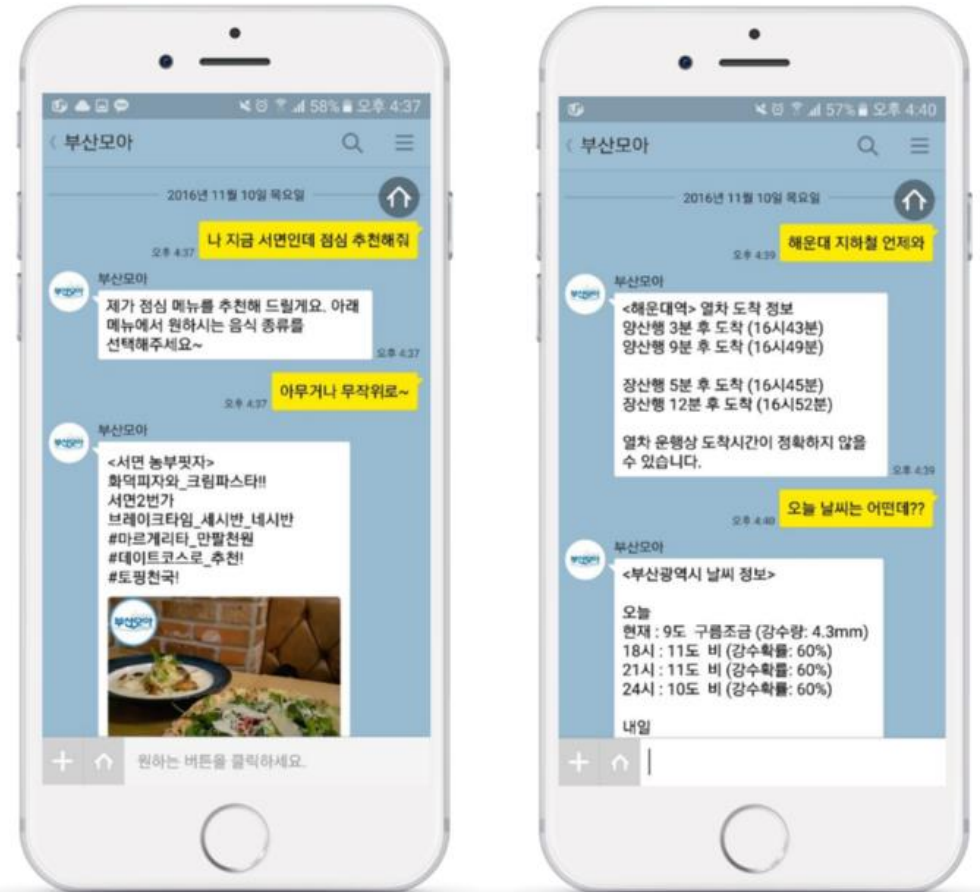 58% 오후 4:37
부산모아
2016년 11월 10일 목요일
나 지금 서면인데 점심 추천해줘
오후 4:37
부산모아
부산모아
제가 점심 메뉴를 추천해 드릴게요. 아래
메뉴에서 원하시는 음식 종류를
선택해주세요~
오후 4:37
아무거나 무작위로~
오후 4:37
부산모아
부산모아
<서면 농부핏자>
화덕피자와_크림파스타!!
서면2번가
브레이크타임_세시반_네시반
#마르게리타_만팔천원
#데이트코스로_추천!
#토핑천국!
부산모아
원하는 버튼을 클릭하세요.
57% 오후 4:40
부산모아
2016년 11월 10일 목요일
해운대 지하철 언제와
오후 4:39
부산모아
부산모아
<해운대역> 열차 도착 정보
양산행 3분 후 도착 (16시43분)
양산행 9분 후 도착 (16시49분)
장산행 5분 후 도착 (16시45분)
장산행 12분 후 도착 (16시52분)
열차 운행상 도착시간이 정확하지 않을
수 있습니다.
오후 4:39
오늘 날씨는 어떤데??
오후 4:40
부산모아
부산모아
<부산광역시 날씨 정보>
오늘
현재 : 9도 구름조금 (강수량: 4.3mm)
18시 : 11도 비 (강수확률: 60%)
21시 : 11도 비 (강수확률: 60%)
24시 : 10도 비 (강수확률: 60%)
내일